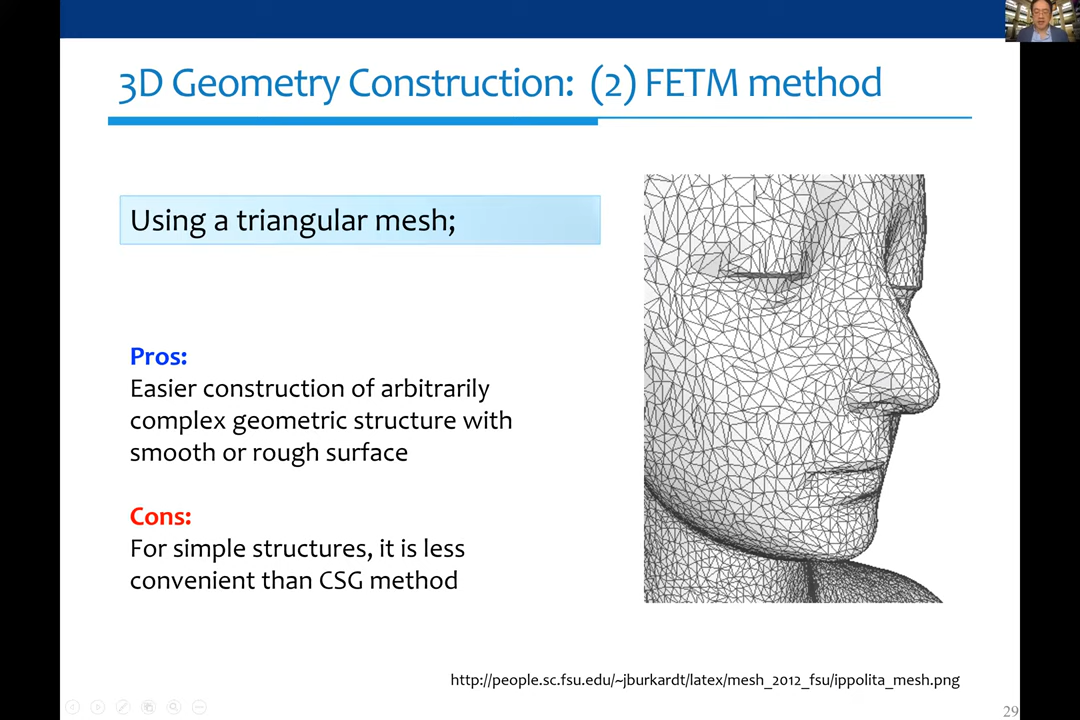 3D Geometry Construction: (2) FETM method
Using a triangular mesh;
Pros:
Easier construction of arbitrarily
complex geometric structure with
smooth or rough surface
Cons:
For simple structures, it is less
convenient than CSG method
http://people.sc.fsu.edu/~jburkardt/latex/mesh_2012_fsu/ippolita_mesh.png
29